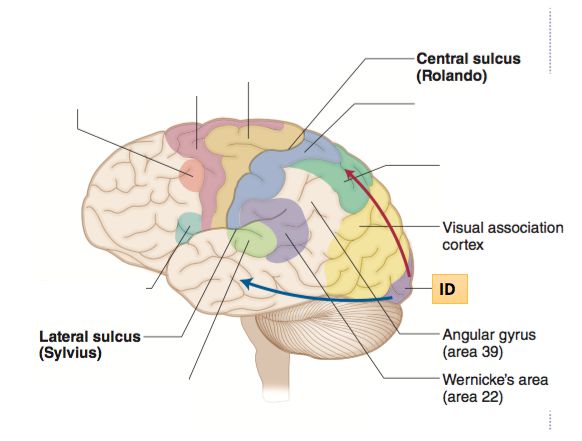 Central sulcus
(Rolando)
Visual association
cortex
ID
Lateral sulcus
(Sylvius)
Angular gyrus
(area 39)
Wernicke's area
(area 22)